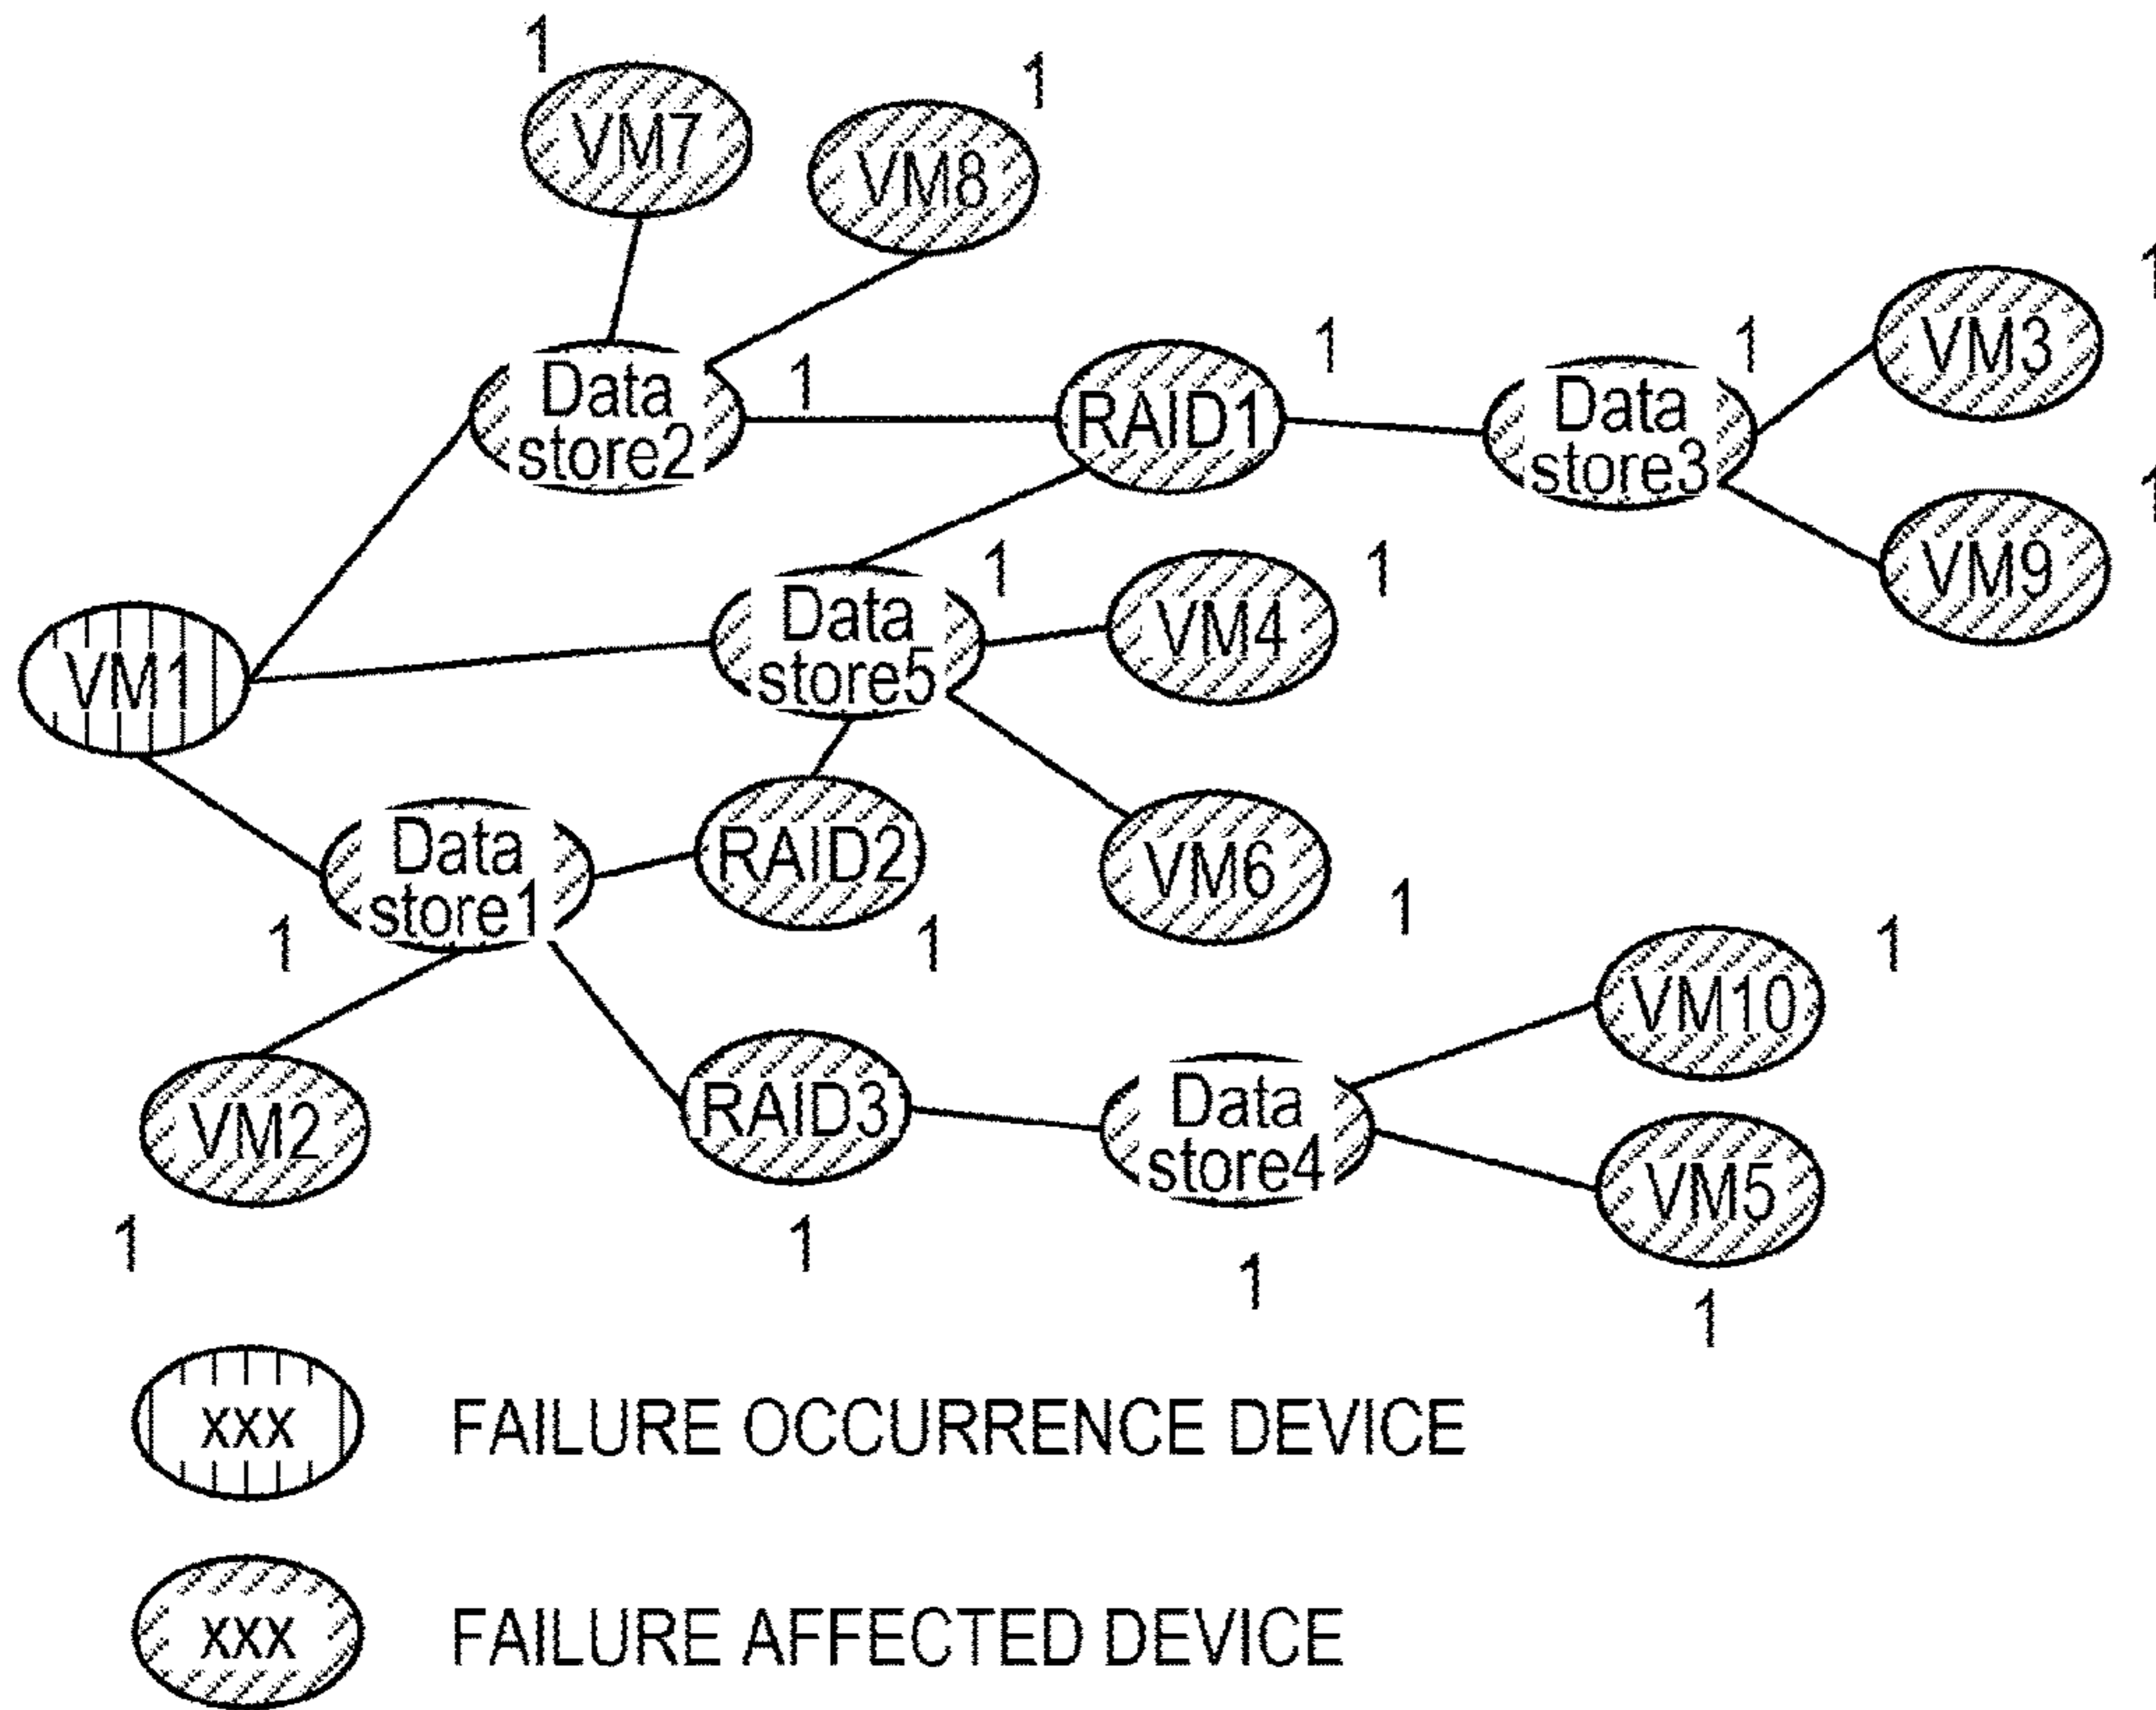 1
VM7
1
VM8
1
VM3
1
VM9
Data
store2
1
RAID1
1
Data
store3
1
VM1
Data
store5
1
VM4
1
VM6
1
Data
store1
1
RAID2
1
VM2
1
RAID3
1
Data
store4
1
VM10
1
VM5
1
xxx FAILURE OCCURRENCE DEVICE
xxx FAILURE AFFECTED DEVICE